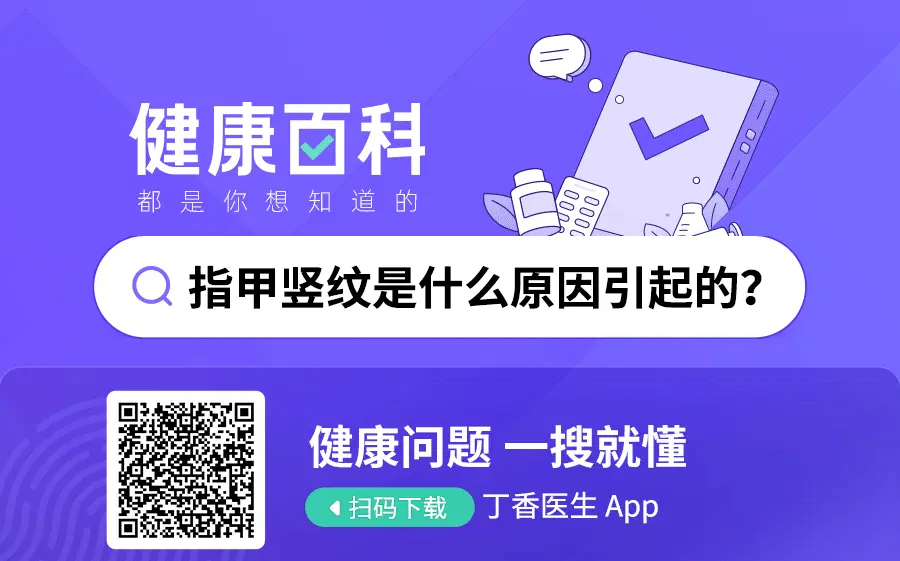 健康百科
都是你想知道的
指甲竖纹是什么原因引起的？
健康问题 一搜就懂
扫码下载 丁香医生 App